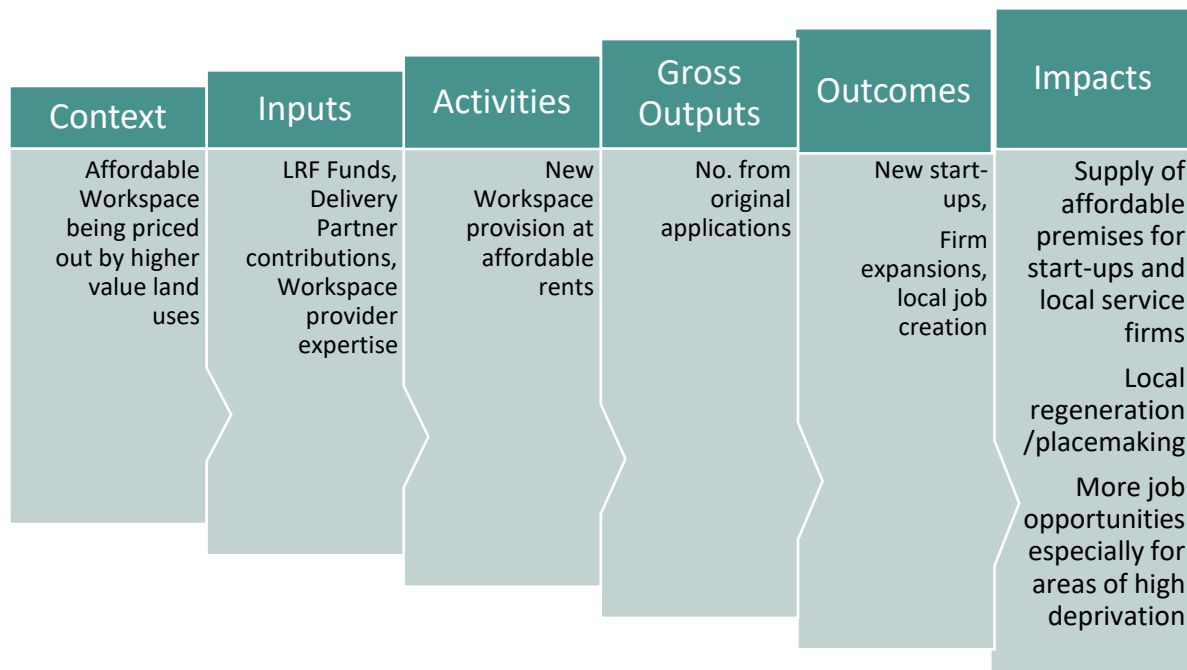 Context
Affordable
Workspace
being priced
out by higher
value land
uses
Inputs
LRF Funds,
Delivery
Partner
contributions,
Workspace
provider
expertise
Activities
New
Workspace
provision at
affordable
rents
Gross
Outputs
No. from
original
applications
Outcomes
New start-
ups,
Firm
expansions,
local job
creation
Impacts
Supply of
affordable
premises for
start-ups and
local service
firms
Local
regeneration
/placemaking
More job
opportunities
especially for
areas of high
deprivation